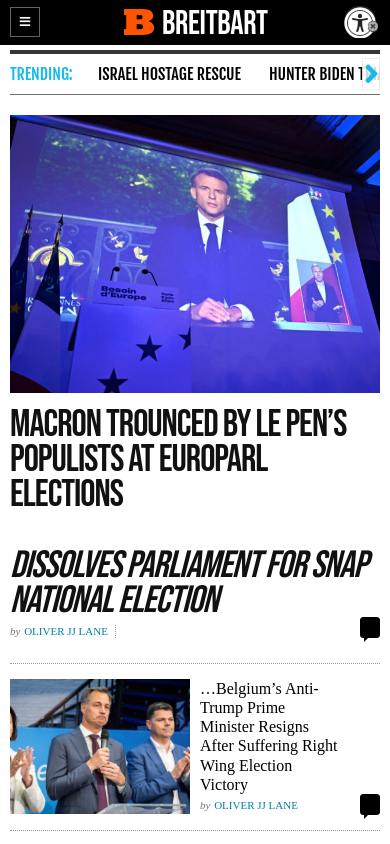 BREITBART
TRENDING: ISRAEL HOSTAGE RESCUE HUNTER BIDEN T
Besoin
d'Europe
MACRON TROUNCED BY LE PEN’S
POPULISTS AT EUROPARL
ELECTIONS
DISSOLVES PARLIAMENT FOR SNAP
NATIONAL ELECTION
by OLIVER JJ LANE
…Belgium’s Anti-
Trump Prime
Minister Resigns
After Suffering Right
Wing Election
Victory
by OLIVER JJ LANE